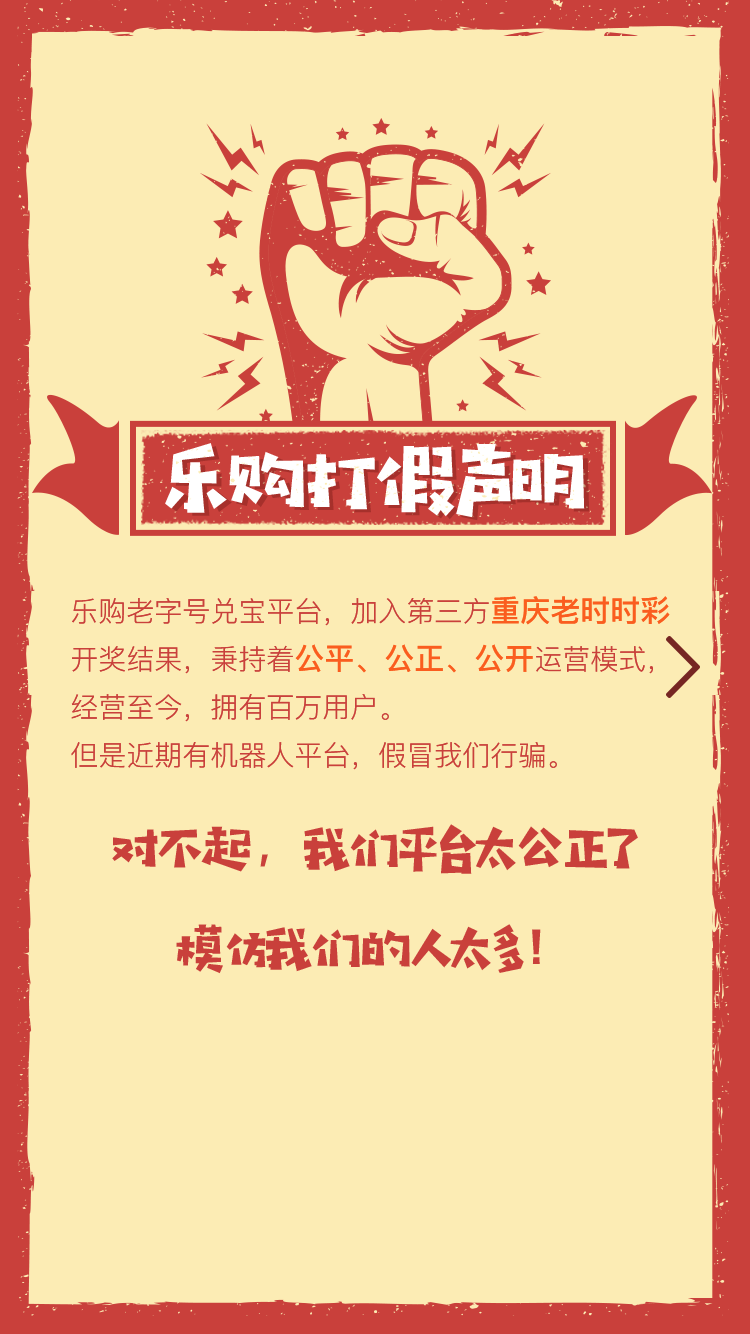 乐购打假声明
乐购老字号兑宝平台，加入第三方重庆老时时彩
开奖结果，秉持着公平、公正、公开运营模式，
经营至今，拥有百万用户。
但是近期有机器人平台，假冒我们行骗。
对不起，我们平台太公正了
模仿我们的人太多！